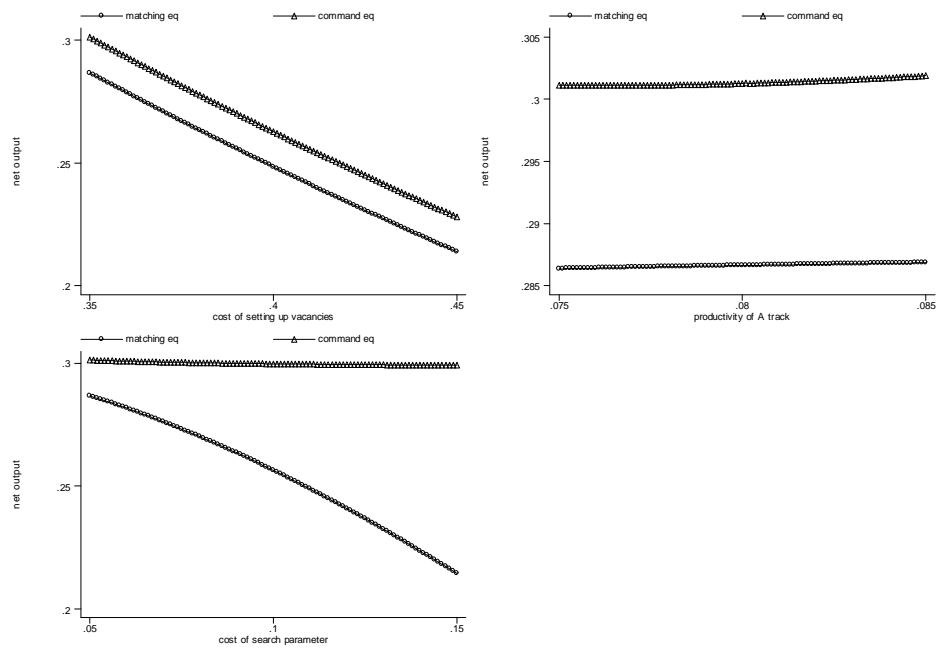 matching eq command eq
.3
.25
.2
net output
.35 .4 .45
cost of setting up vacancies
matching eq command eq
.305
.3
.295
.29
.285
net output
.075 .08 .085
productivity of A track
matching eq command eq
.3
.25
.2
net output
.05 .1 .15
cost of search parameter